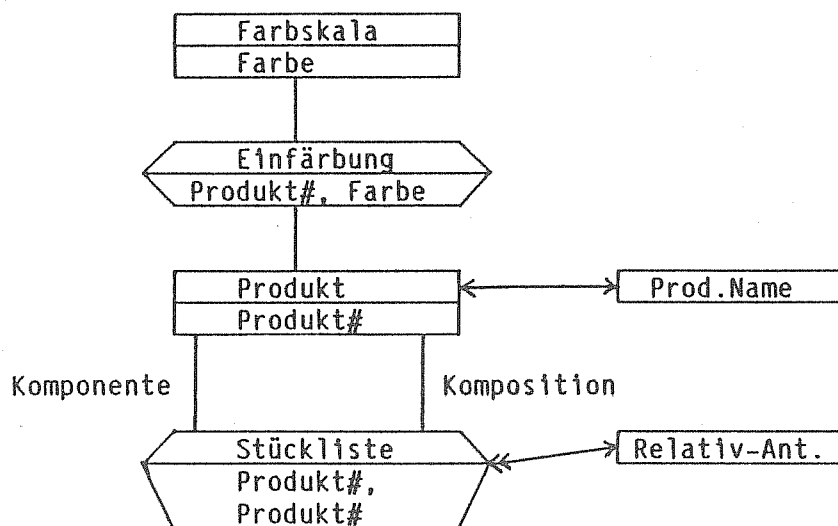 Farbskala
Farbe
Einfärbung
Produkt#, Farbe
Produkt
Prod.Name
Produkt#
Komponente
Komposition
Stückliste
Relativ-Ant.
Produkt#,
Produkt#